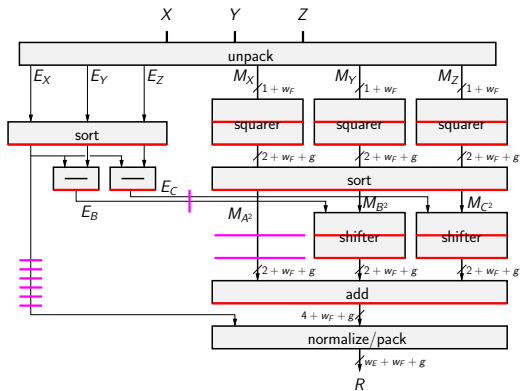 X Y Z
unpack
E_X E_Y E_Z M_X M_Y M_Z
1 + w_F 1 + w_F 1 + w_F
squarer squarer squarer
sort
2 + w_F + g 2 + w_F + g 2 + w_F + g
sort
E_C
E_B M_{A^2} M_{B^2} M_{C^2}
shifter shifter
2 + w_F + g 2 + w_F + g 2 + w_F + g
add
4 + w_F + g
normalize/pack
w_E + w_F + g
R